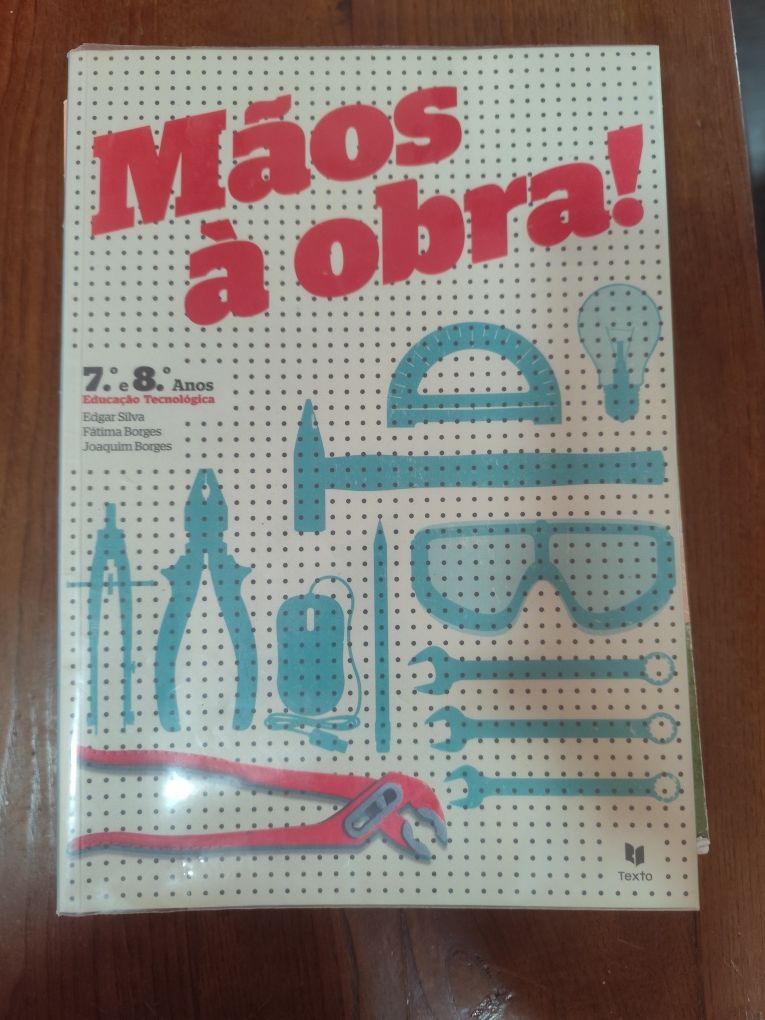 Mãos
à obra!
7.º e 8.º Anos
Educação Tecnológica
Edgar Silva
Fátima Borges
Joaquim Borges
Texto